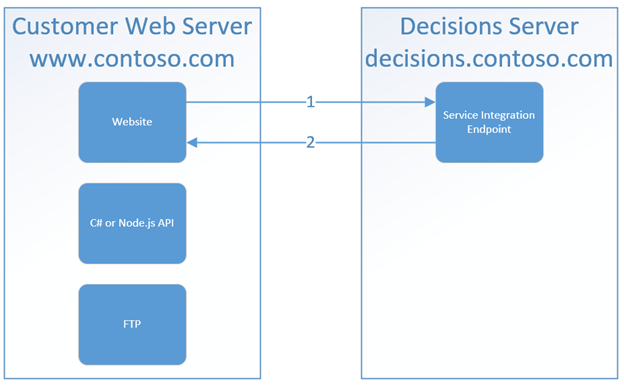 Customer Web Server
www.contoso.com
Website
C# or Node.js API
FTP
1
2
Decisions Server
decisions.contoso.com
Service Integration
Endpoint